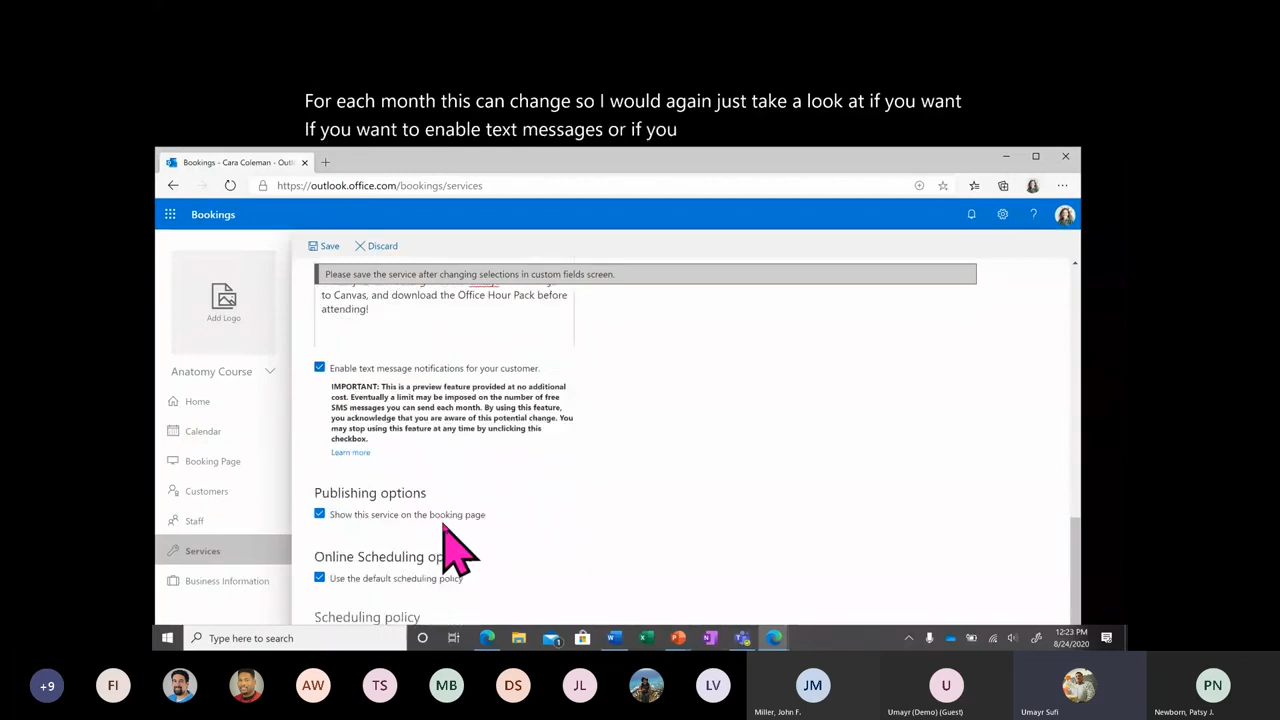 For each month this can change so I would again just take a look at if you want
If you want to enable text messages or if you
Bookings - Cara Coleman - Outl
https://outlook.office.com/bookings/services
Bookings
Save
Discard
Please save the service after changing selections in custom fields screen.
to Canvas, and download the Office Hour Pack before
attending!
Add Logo
Anatomy Course
Home
Calendar
Booking Page
Customers
Staff
Services
Business Information
Enable text message notifications for your customer.
IMPORTANT: This is a preview feature provided at no additional
cost. Eventually a limit may be imposed on the number of free
SMS messages you can send each month. By using this feature,
you acknowledge that you are aware of this potential change. You
may stop using this feature at any time by unclicking this
checkbox.
Learn more
Publishing options
Show this service on the booking page
Online Scheduling op
Use the default scheduling policy
Scheduling policy
Type here to search
12:23 PM
8/24/2020
+9
FI
AW
TS
MB
DS
JL
LV
JM
Miller, John F.
U
Umayr (Demo) (Guest)
Umayr Sufi
PN
Newborn, Patsy J.